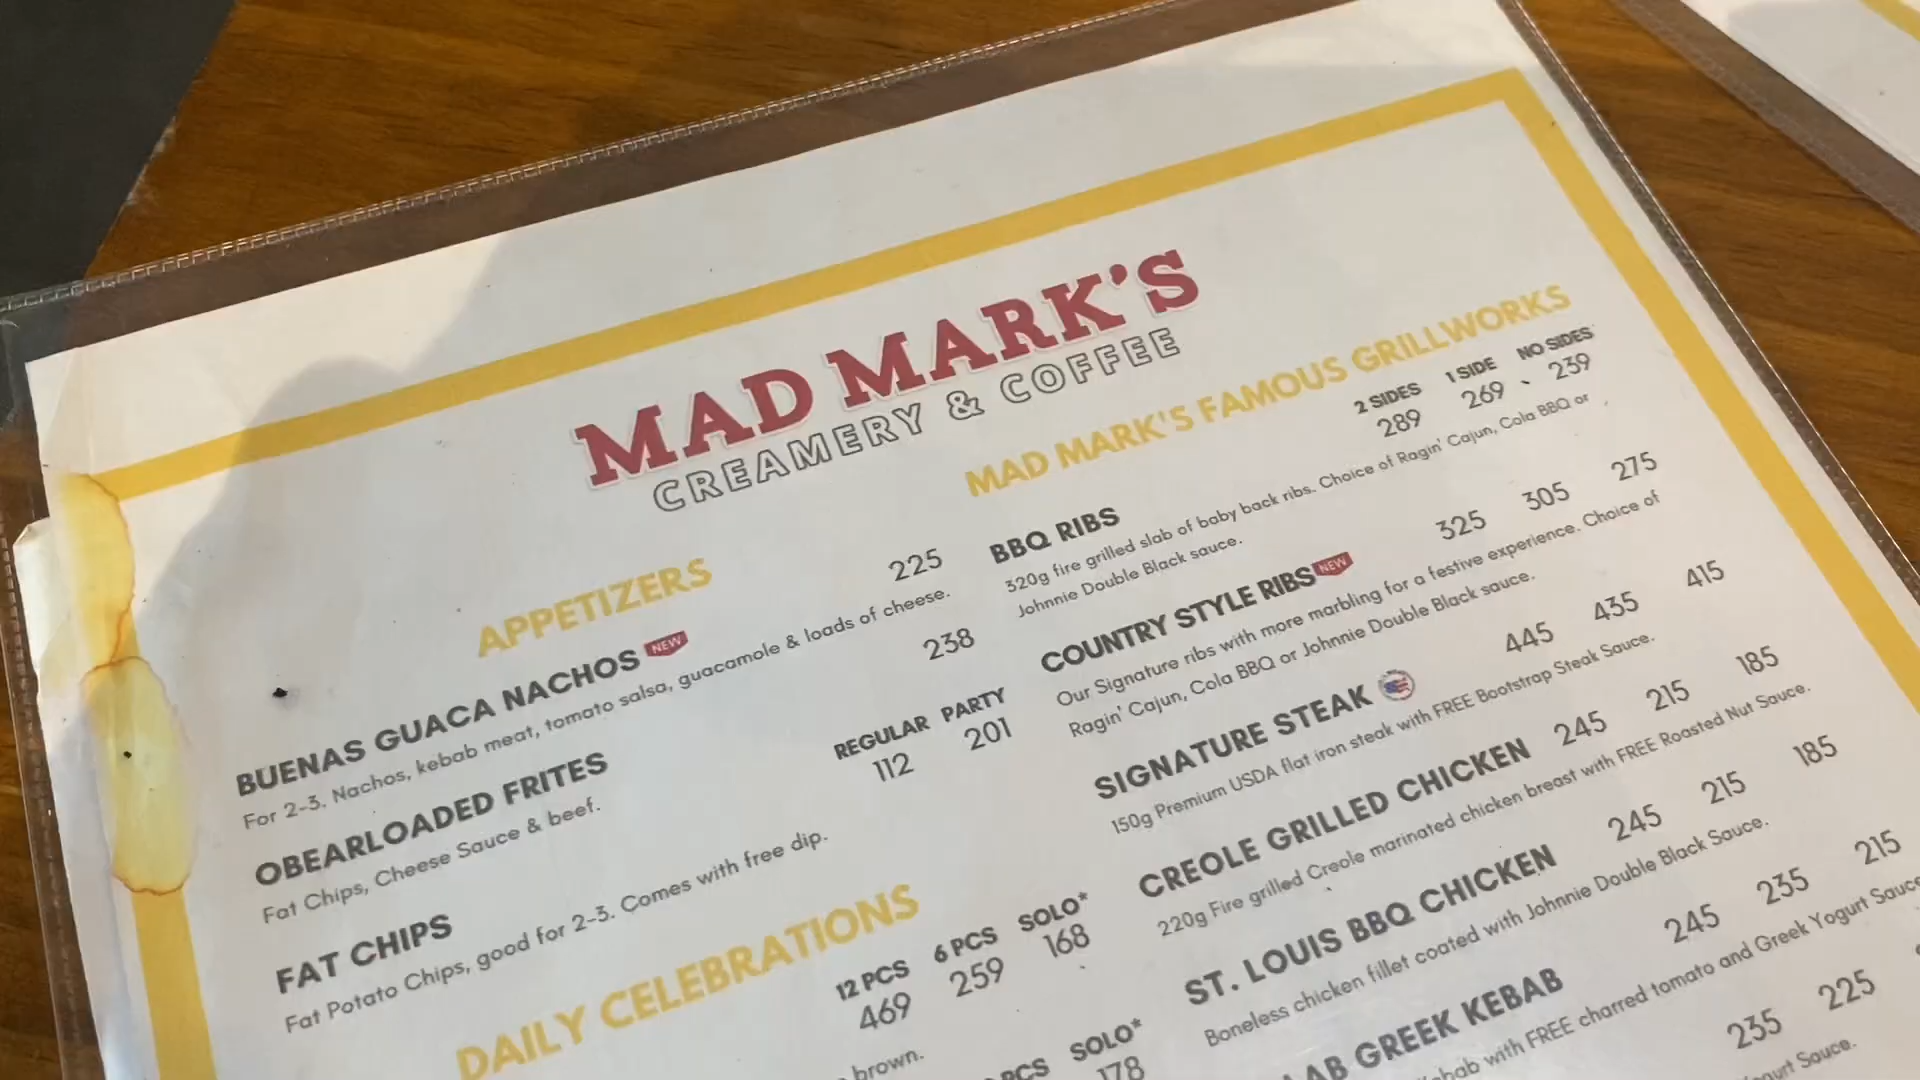 MAD MARK'S
CREAMERY & COFFEE
APPETIZERS
BUENAS GUACA NACHOS NEW 225
For 2-3. Nachos, kebab meat, tomato salsa, guacamole & loads of cheese.
OBEARLOADED FRITES 238
Fat Chips, Cheese Sauce & beef.
REGULAR PARTY
FAT CHIPS 112 201
Fat Potato Chips, good for 2-3. Comes with free dip.
DAILY CELEBRATIONS
12 PCS 6 PCS SOLO*
469 259 168
brown.
PCS SOLO*
178
MAD MARK'S FAMOUS GRILLWORKS
2 SIDES 1 SIDE NO SIDES
BBQ RIBS 289 269 239
320g fire grilled slab of baby back ribs. Choice of Ragin' Cajun, Cola BBQ or
Johnnie Double Black sauce.
COUNTRY STYLE RIBS NEW 325 305 275
Our Signature ribs with more marbling for a festive experience. Choice of
Ragin' Cajun, Cola BBQ or Johnnie Double Black sauce.
SIGNATURE STEAK 445 435 415
150g Premium USDA flat iron steak with FREE Bootstrap Steak Sauce.
CREOLE GRILLED CHICKEN 245 215 185
220g Fire grilled Creole marinated chicken breast with FREE Roasted Nut Sauce.
ST. LOUIS BBQ CHICKEN 245 215 185
Boneless chicken fillet coated with Johnnie Double Black Sauce.
GREEK KEBAB 245 235 215
with FREE charred tomato and Greek Yogurt Sauce
235 225
Sauce.